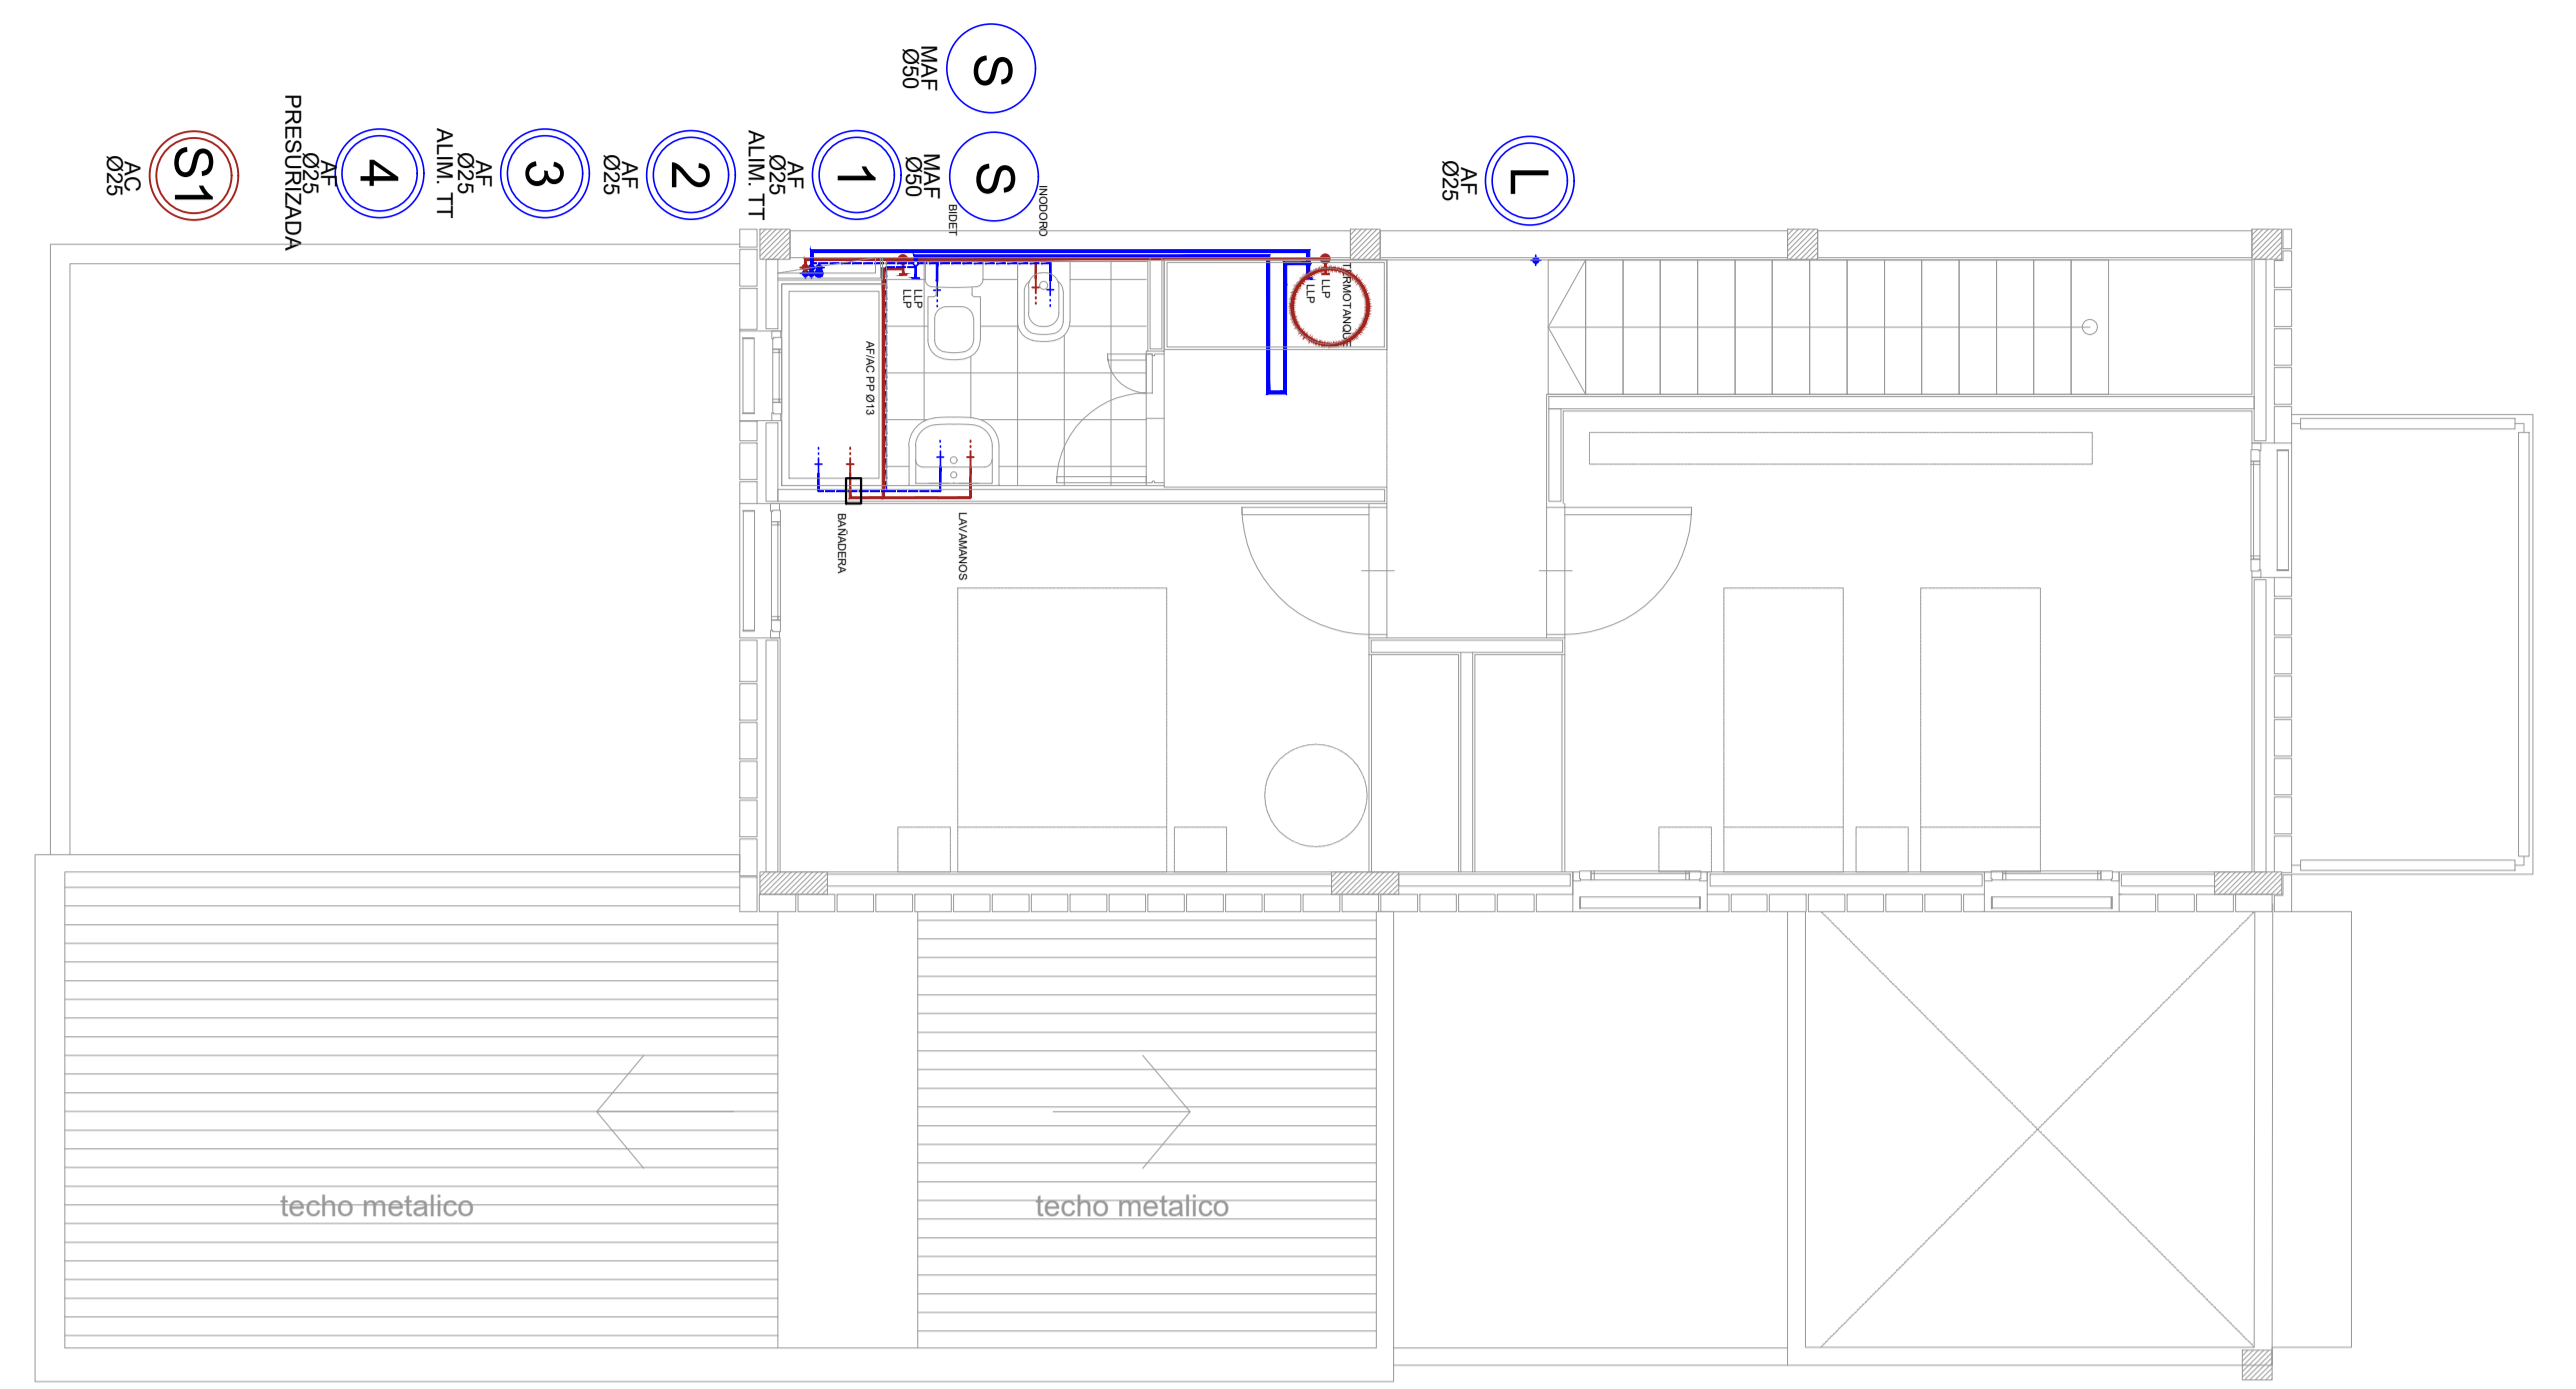 S
MAF
Ø50
S1
AC
Ø25
4
AF
Ø25
PRESURIZADA
3
AF
Ø25
ALIM. TT
2
AF
Ø25
1
AF
Ø25
ALIM. TT
S
MAF
Ø50
L
AF
Ø25
INODORO
BIDET
LLP
LLP
LLP
LLP
TERMOTANQUE
AF/AC PP Ø13
BAÑADERA
LAVAMANOS
techo metalico
techo metalico